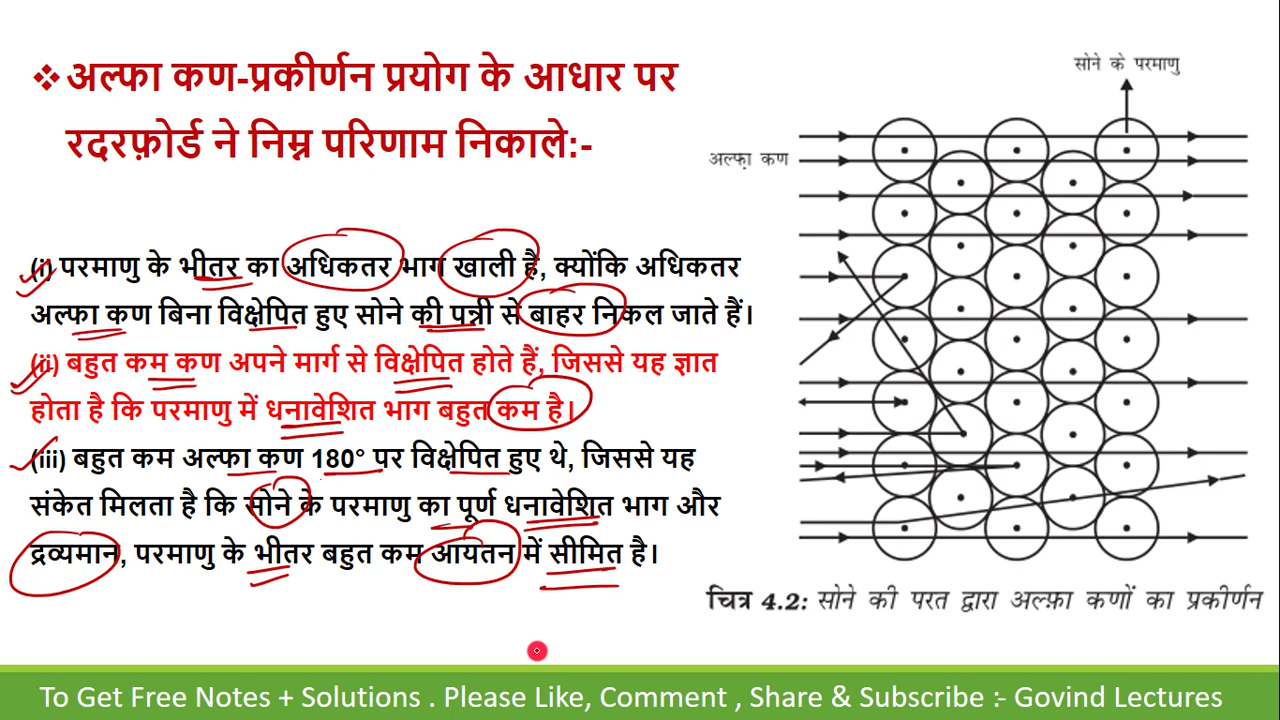 ❖अल्फा कण-प्रकीर्णन प्रयोग के आधार पर
रदरफ़ोर्ड ने निम्न परिणाम निकाले:-
(i) परमाणु के भीतर का अधिकतर भाग खाली है, क्योंकि अधिकतर
अल्फा कण बिना विक्षेपित हुए सोने की पन्नी से बाहर निकल जाते हैं।
(ii) बहुत कम कण अपने मार्ग से विक्षेपित होते हैं, जिससे यह ज्ञात
होता है कि परमाणु में धनावेशित भाग बहुत कम है।
(iii) बहुत कम अल्फा कण 180° पर विक्षेपित हुए थे, जिससे यह
संकेत मिलता है कि सोने के परमाणु का पूर्ण धनावेशित भाग और
द्रव्यमान, परमाणु के भीतर बहुत कम आयतन में सीमित है।
सोने के परमाणु
अल्फ़ा कण
चित्र 4.2: सोने की परत द्वारा अल्फ़ा कणों का प्रकीर्णन
To Get Free Notes + Solutions . Please Like, Comment , Share & Subscribe :- Govind Lectures